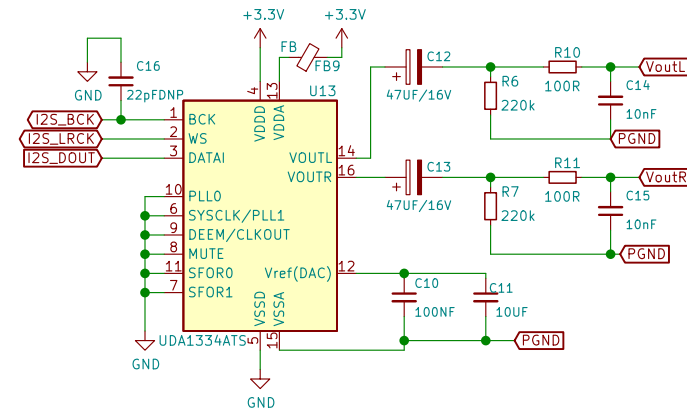 +3.3V
+3.3V
FB
FB9
C16
22pFDNP
GND
U13
4
13
VDDD
VDDA
I2S_BCK
1
BCK
I2S_LRCK
2
WS
I2S_DOUT
3
DATAI
VOUTL
14
VOUTR
16
10
PLL0
6
SYSCLK/PLL1
9
DEEM/CLKOUT
8
MUTE
11
SFOR0
7
SFOR1
Vref(DAC)
12
VSSD
VSSA
5
15
UDA1334ATS
GND
GND
C12
47UF/16V
R6
220k
R10
100R
VoutL
C14
10nF
PGND
C13
47UF/16V
R7
220k
R11
100R
VoutR
C15
10nF
PGND
C10
100NF
C11
10UF
PGND